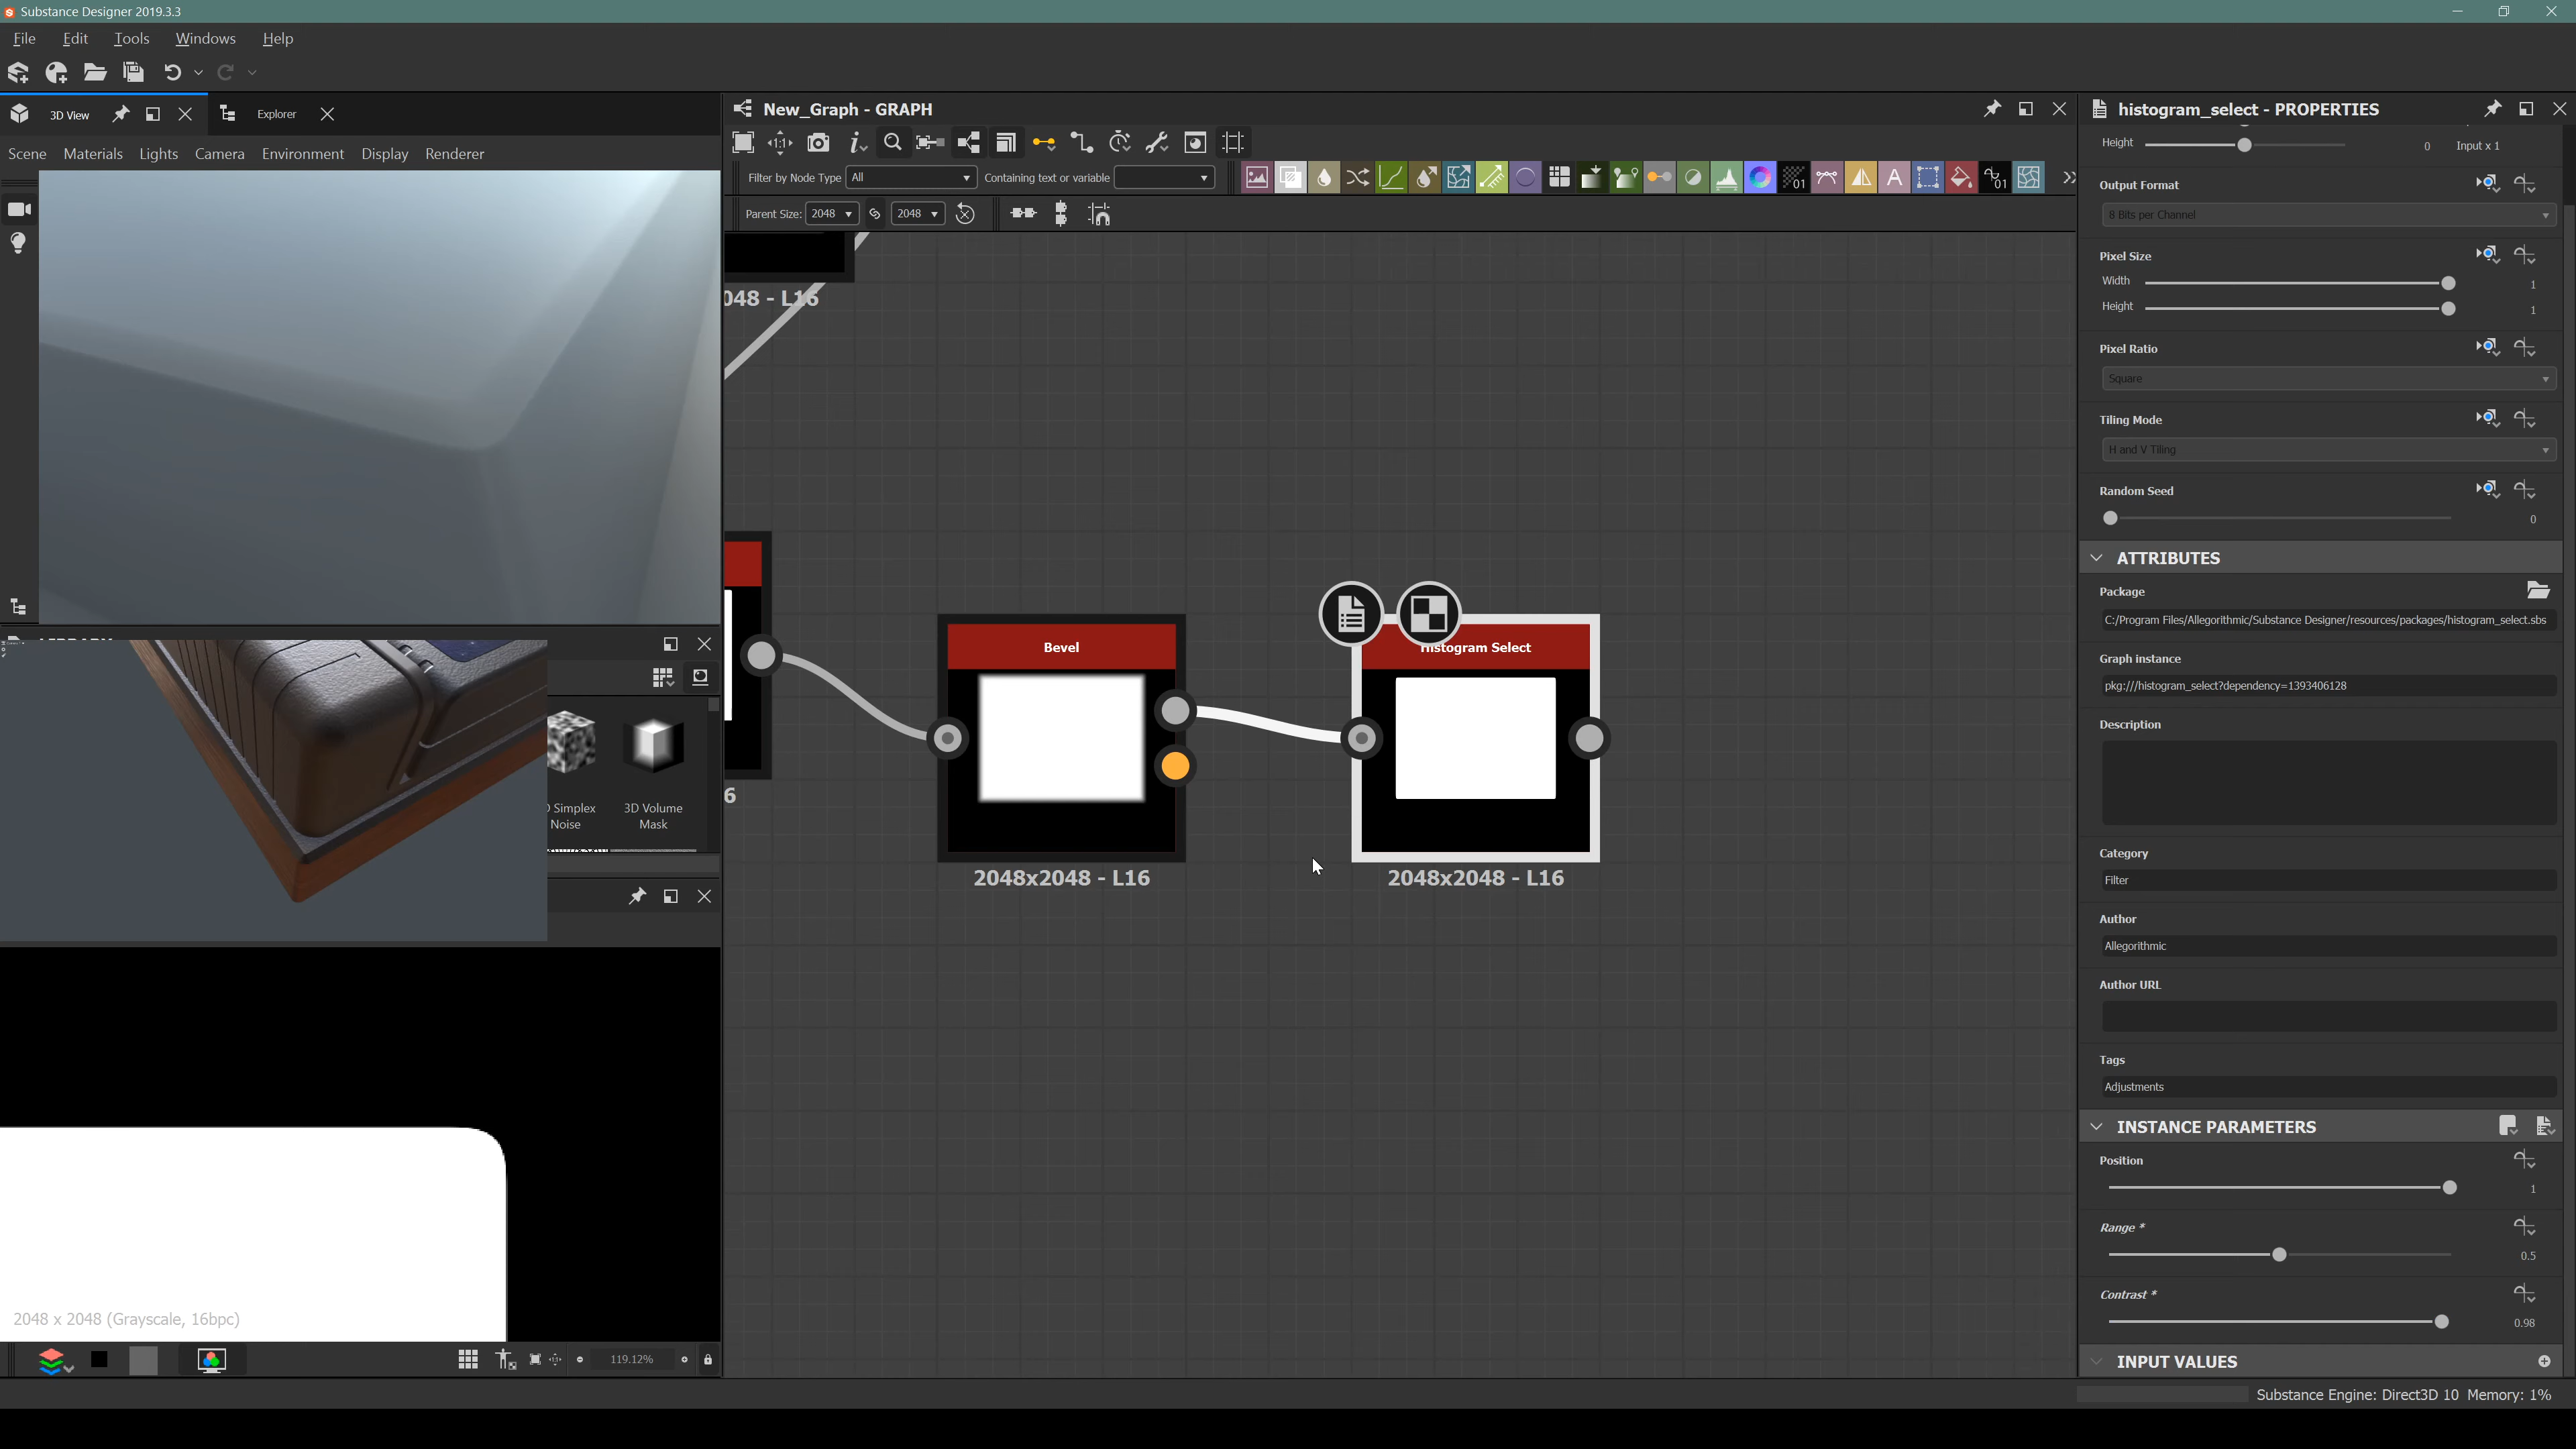 Substance Designer 2019.3.3
File Edit Tools Windows Help
3D View
Explorer
Scene Materials Lights Camera Environment Display Renderer
3D Volume
Mask
Simplex
Noise
2048 x 2048 (Grayscale, 16bpc)
119.12%
New_Graph - GRAPH
Filter by Node Type All Containing text or variable
Parent Size: 2048 2048
048 - L16
6
Bevel
2048x2048 - L16
Histogram Select
2048x2048 - L16
histogram_select - PROPERTIES
Height 0 Input x 1
Output Format
8 Bits per Channel
Pixel Size
Width 1
Height 1
Pixel Ratio
Square
Tiling Mode
H and V Tiling
Random Seed
0
ATTRIBUTES
Package
C:/Program Files/Allegorithmic/Substance Designer/resources/packages/histogram_select.sbs
Graph instance
pkg:///histogram_select?dependency=1393406128
Description
Category
Filter
Author
Allegorithmic
Author URL
Tags
Adjustments
INSTANCE PARAMETERS
Position
1
Range *
0.5
Contrast *
0.98
INPUT VALUES
Substance Engine: Direct3D 10 Memory: 1%